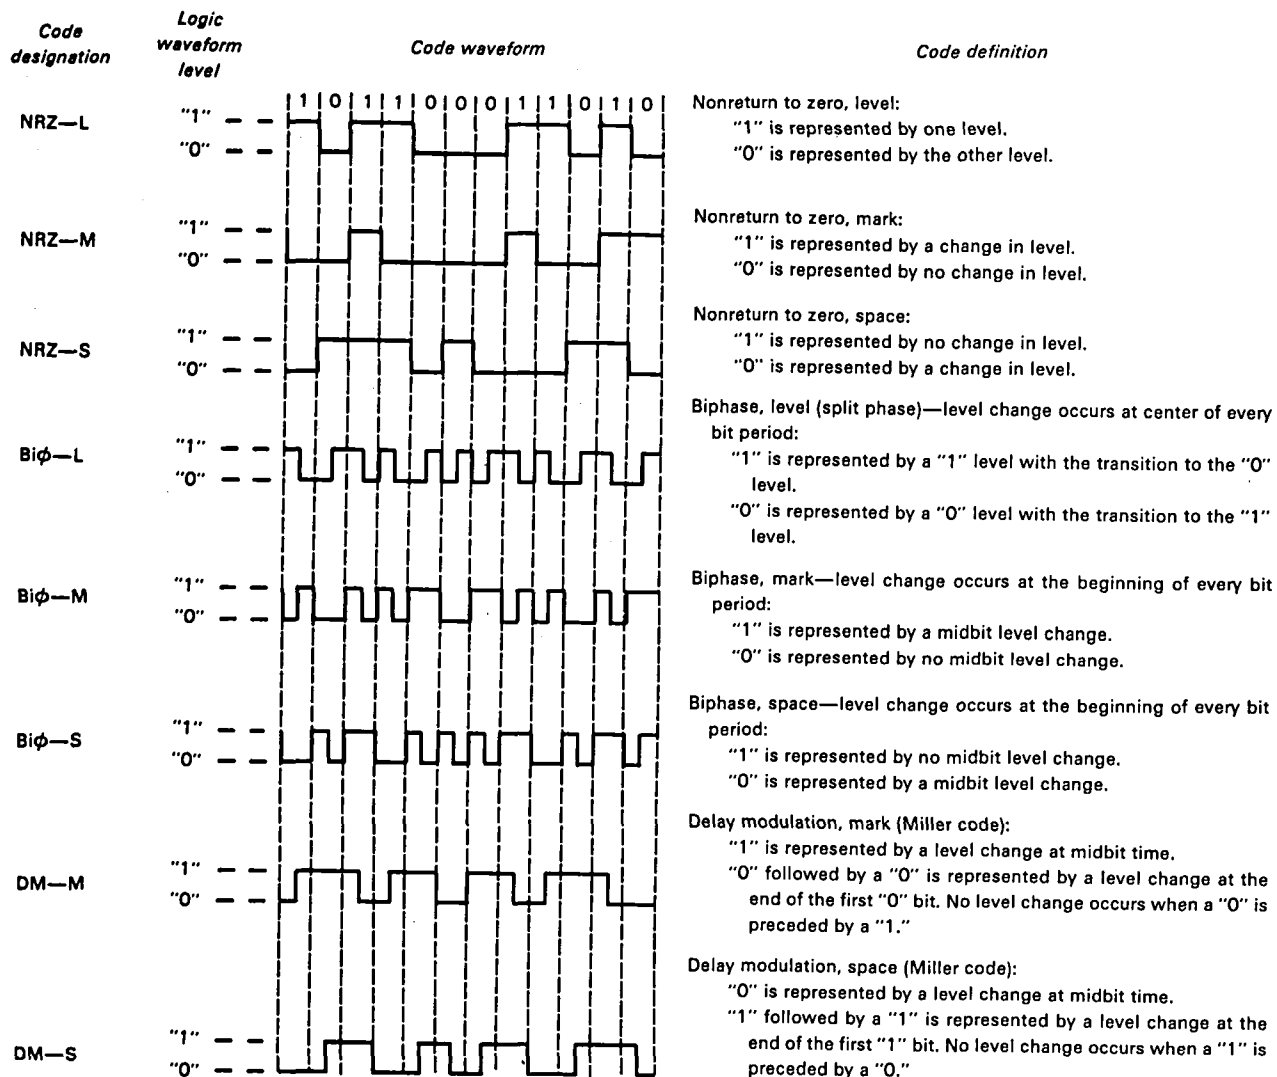 Code designation
Logic waveform level
Code waveform
Code definition
1 0 1 1 0 0 0 1 1 0 1 0
NRZ—L
"1"
"0"
Nonreturn to zero, level:
"1" is represented by one level.
"0" is represented by the other level.
NRZ—M
"1"
"0"
Nonreturn to zero, mark:
"1" is represented by a change in level.
"0" is represented by no change in level.
NRZ—S
"1"
"0"
Nonreturn to zero, space:
"1" is represented by no change in level.
"0" is represented by a change in level.
Biϕ—L
"1"
"0"
Biphase, level (split phase)—level change occurs at center of every
bit period:
"1" is represented by a "1" level with the transition to the "0"
level.
"0" is represented by a "0" level with the transition to the "1"
level.
Biϕ—M
"1"
"0"
Biphase, mark—level change occurs at the beginning of every bit
period:
"1" is represented by a midbit level change.
"0" is represented by no midbit level change.
Biϕ—S
"1"
"0"
Biphase, space—level change occurs at the beginning of every bit
period:
"1" is represented by no midbit level change.
"0" is represented by a midbit level change.
DM—M
"1"
"0"
Delay modulation, mark (Miller code):
"1" is represented by a level change at midbit time.
"0" followed by a "0" is represented by a level change at the
end of the first "0" bit. No level change occurs when a "0" is
preceded by a "1."
DM—S
"1"
"0"
Delay modulation, space (Miller code):
"0" is represented by a level change at midbit time.
"1" followed by a "1" is represented by a level change at the
end of the first "1" bit. No level change occurs when a "1" is
preceded by a "0."